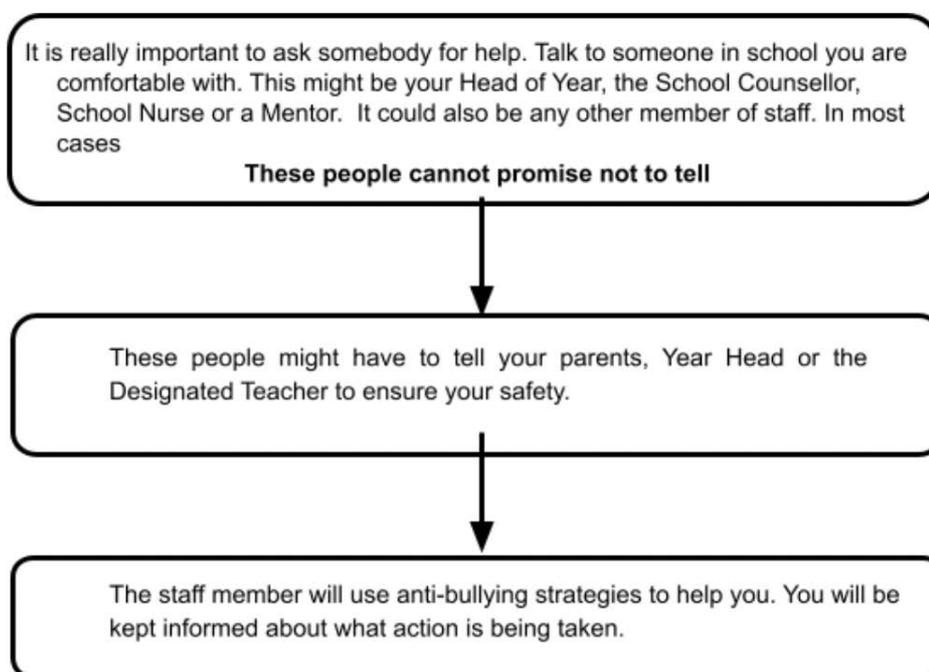 It is really important to ask somebody for help. Talk to someone in school you are
comfortable with. This might be your Head of Year, the School Counsellor,
School Nurse or a Mentor.  It could also be any other member of staff. In most
cases
These people cannot promise not to tell
These people might have to tell your parents, Year Head or the
Designated Teacher to ensure your safety.
The staff member will use anti-bullying strategies to help you. You will be
kept informed about what action is being taken.